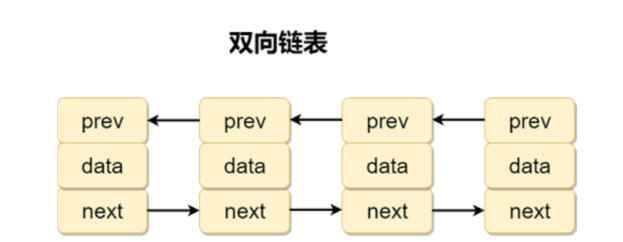 双向链表
prev prev prev prev
data data data data
next next next next